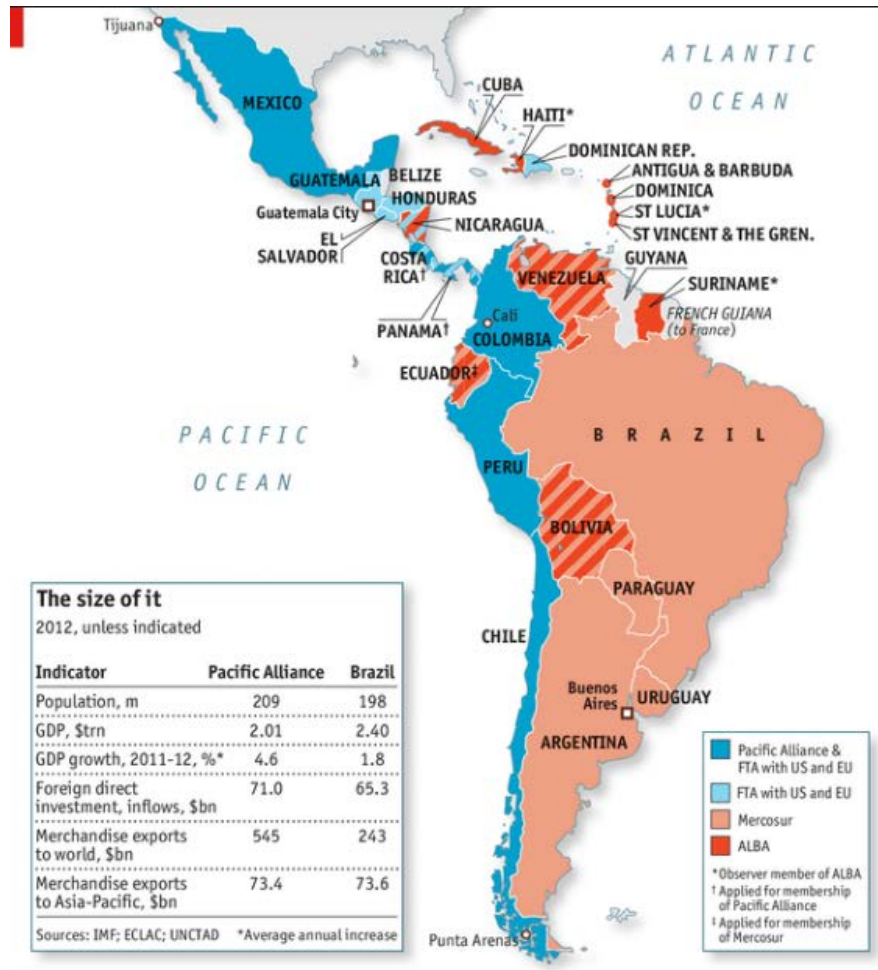 Tijuana
ATLANTIC
OCEAN
CUBA
MEXICO
HAITI*
DOMINICAN REP.
ANTIGUA & BARBUDA
GUATEMALA
BELIZE
DOMINICA
HONDURAS
Guatemala City
ST LUCIA*
NICARAGUA
ST VINCENT & THE GREN.
EL
SALVADOR
COSTA
RICA†
GUYANA
VENEZUELA
SURINAME*
FRENCH GUIANA
(to France)
PANAMA†
Cali
COLOMBIA
ECUADOR‡
PACIFIC
OCEAN
BRAZIL
PERU
BOLIVIA
PARAGUAY
CHILE
Buenos
Aires
URUGUAY
ARGENTINA
Punta Arenas
The size of it
2012, unless indicated
Indicator Pacific Alliance Brazil
Population, m 209 198
GDP, $trn 2.01 2.40
GDP growth, 2011-12, %* 4.6 1.8
Foreign direct 71.0 65.3
investment, inflows, $bn
Merchandise exports 545 243
to world, $bn
Merchandise exports 73.4 73.6
to Asia-Pacific, $bn
Sources: IMF; ECLAC; UNCTAD *Average annual increase
Pacific Alliance &
FTA with US and EU
FTA with US and EU
Mercosur
ALBA
*Observer member of ALBA
† Applied for membership
of Pacific Alliance
‡ Applied for membership
of Mercosur